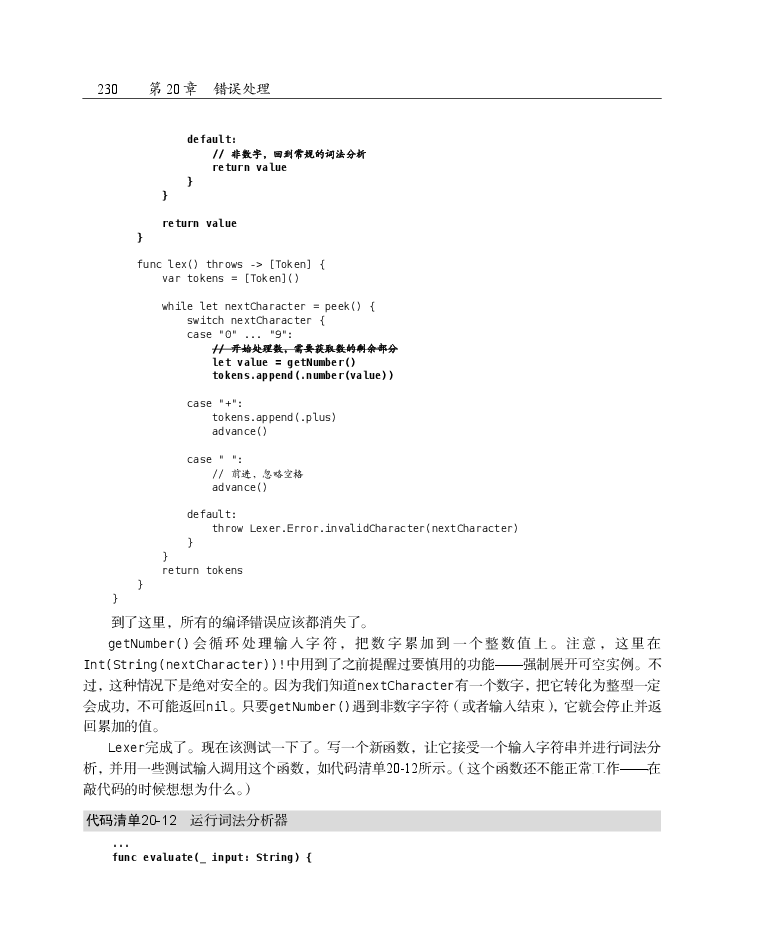 230 第 20 章 错误处理
default:
// 非数字，回到常规的词法分析
return value
}
}
return value
}
func lex() throws -> [Token] {
var tokens = [Token]()
while let nextCharacter = peek() {
switch nextCharacter {
case "0" ... "9":
// 开始处理数，需要获取数的剩余部分
let value = getNumber()
tokens.append(.number(value))
case "+":
tokens.append(.plus)
advance()
case " ":
// 前进，忽略空格
advance()
default:
throw Lexer.Error.invalidCharacter(nextCharacter)
}
}
return tokens
}
}
到了这里，所有的编译错误应该都消失了。
getNumber()会循环处理输入字符，把数字累加到一个整数值上。注意，这里在
Int(String(nextCharacter))!中用到了之前提醒过要慎用的功能——强制展开可空实例。不
过，这种情况下是绝对安全的。因为我们知道nextCharacter有一个数字，把它转化为整型一定
会成功，不可能返回nil。只要getNumber()遇到非数字字符（或者输入结束），它就会停止并返
回累加的值。
Lexer完成了。现在该测试一下了。写一个新函数，让它接受一个输入字符串并进行词法分
析，并用一些测试输入调用这个函数，如代码清单20-12所示。（这个函数还不能正常工作——在
敲代码的时候想想为什么。）
代码清单20-12 运行词法分析器
...
func evaluate(_ input: String) {